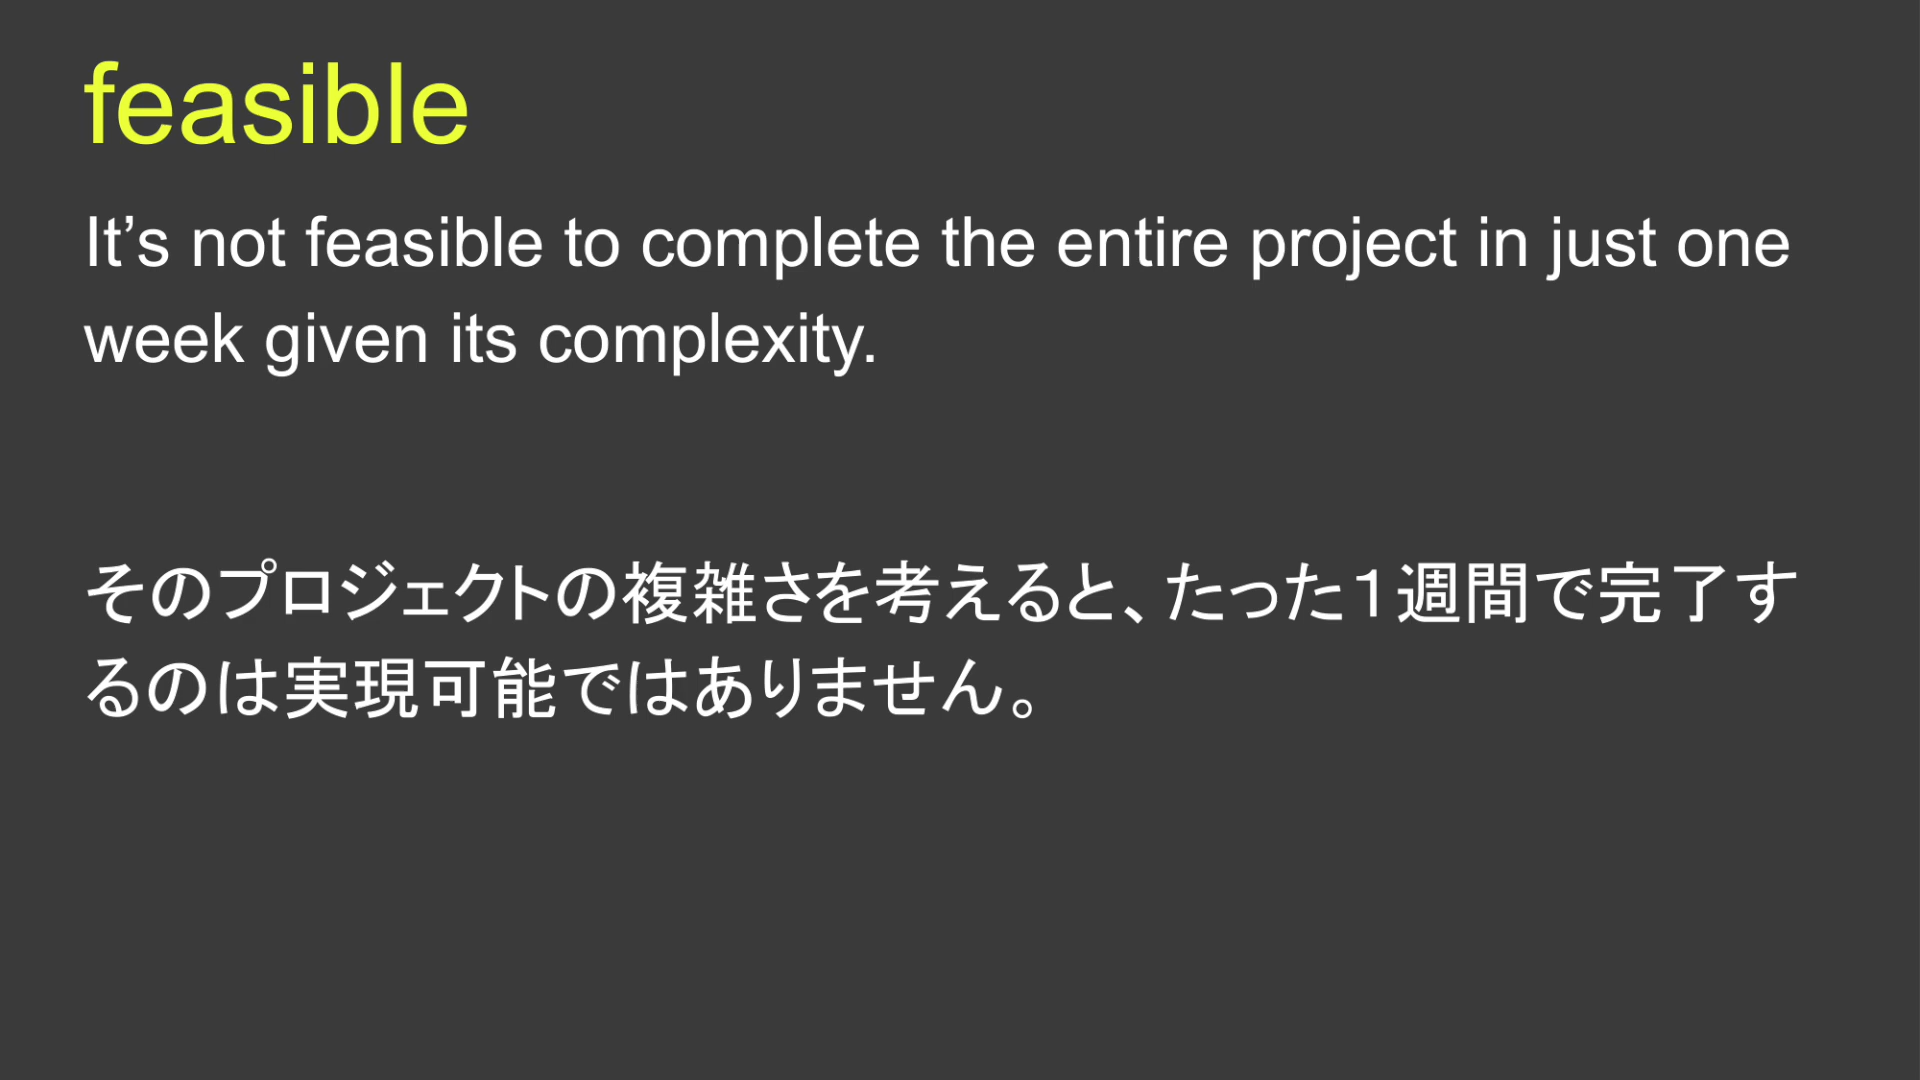 feasible
It’s not feasible to complete the entire project in just one
week given its complexity.
そのプロジェクトの複雑さを考えると、たった１週間で完了す
るのは実現可能ではありません。